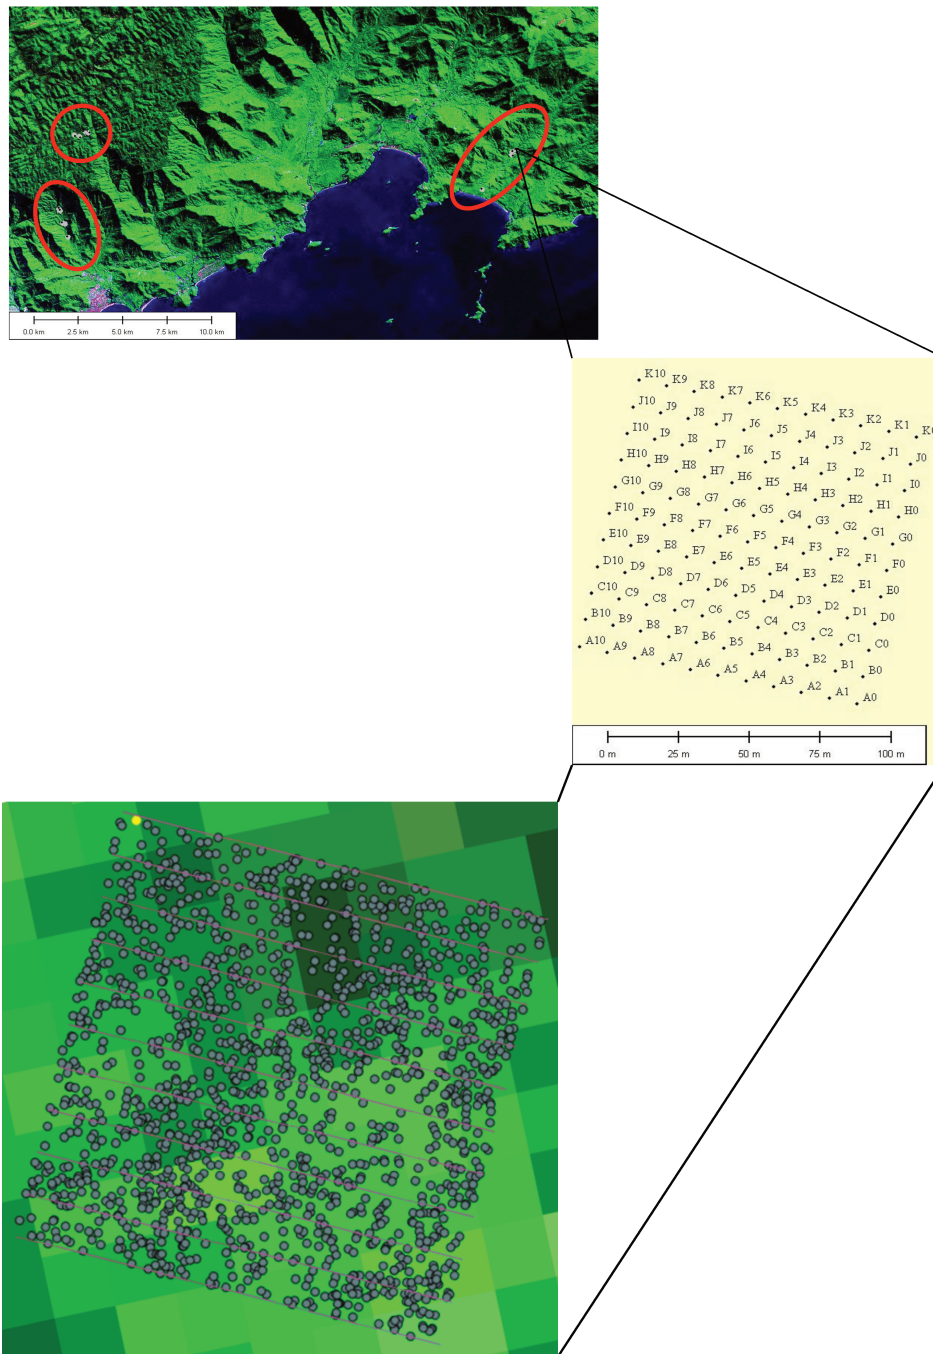 0.0 km 2.5 km 5.0 km 7.5 km 10.0 km
K10 K9 K8 K7 K6 K5 K4 K3 K2 K1
J10 J9 J8 J7 J6 J5 J4 J3 J2 J1 J0
I10 I9 I8 I7 I6 I5 I4 I3 I2 I1 I0
H10 H9 H8 H7 H6 H5 H4 H3 H2 H1 H0
G10 G9 G8 G7 G6 G5 G4 G3 G2 G1 G0
F10 F9 F8 F7 F6 F5 F4 F3 F2 F1 F0
E10 E9 E8 E7 E6 E5 E4 E3 E2 E1 E0
D10 D9 D8 D7 D6 D5 D4 D3 D2 D1 D0
C10 C9 C8 C7 C6 C5 C4 C3 C2 C1 C0
B10 B9 B8 B7 B6 B5 B4 B3 B2 B1 B0
A10 A9 A8 A7 A6 A5 A4 A3 A2 A1 A0
0 m 25 m 50 m 75 m 100 m